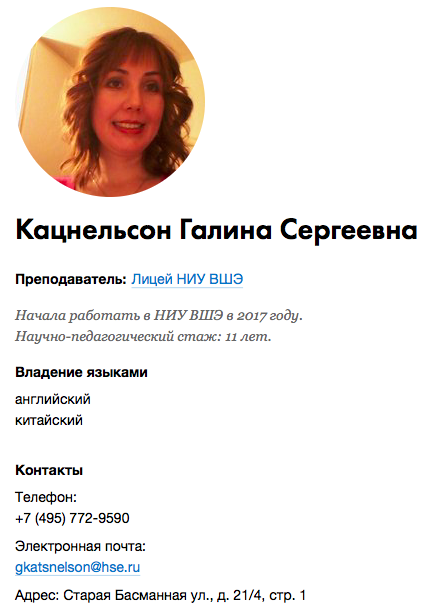 Кацнельсон Галина Сергеевна
Преподаватель: Лицей НИУ ВШЭ
Начала работать в НИУ ВШЭ в 2017 году.
Научно-педагогический стаж: 11 лет.
Владение языками
английский
китайский
Контакты
Телефон:
+7 (495) 772-9590
Электронная почта:
gkatsnelson@hse.ru
Адрес: Старая Басманная ул., д. 21/4, стр. 1